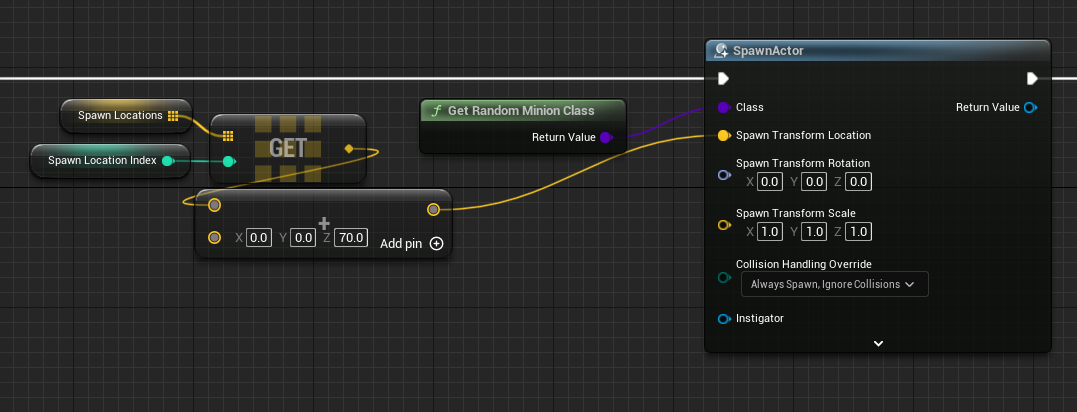 SpawnActor
Spawn Locations
GET
Get Random Minion Class
Class
Return Value
Return Value
Spawn Transform Location
Spawn Location Index
Spawn Transform Rotation
X 0.0 Y 0.0 Z 0.0
Spawn Transform Scale
X 1.0 Y 1.0 Z 1.0
X 0.0 Y 0.0 Z 70.0
Add pin
Collision Handling Override
Always Spawn, Ignore Collisions
Instigator